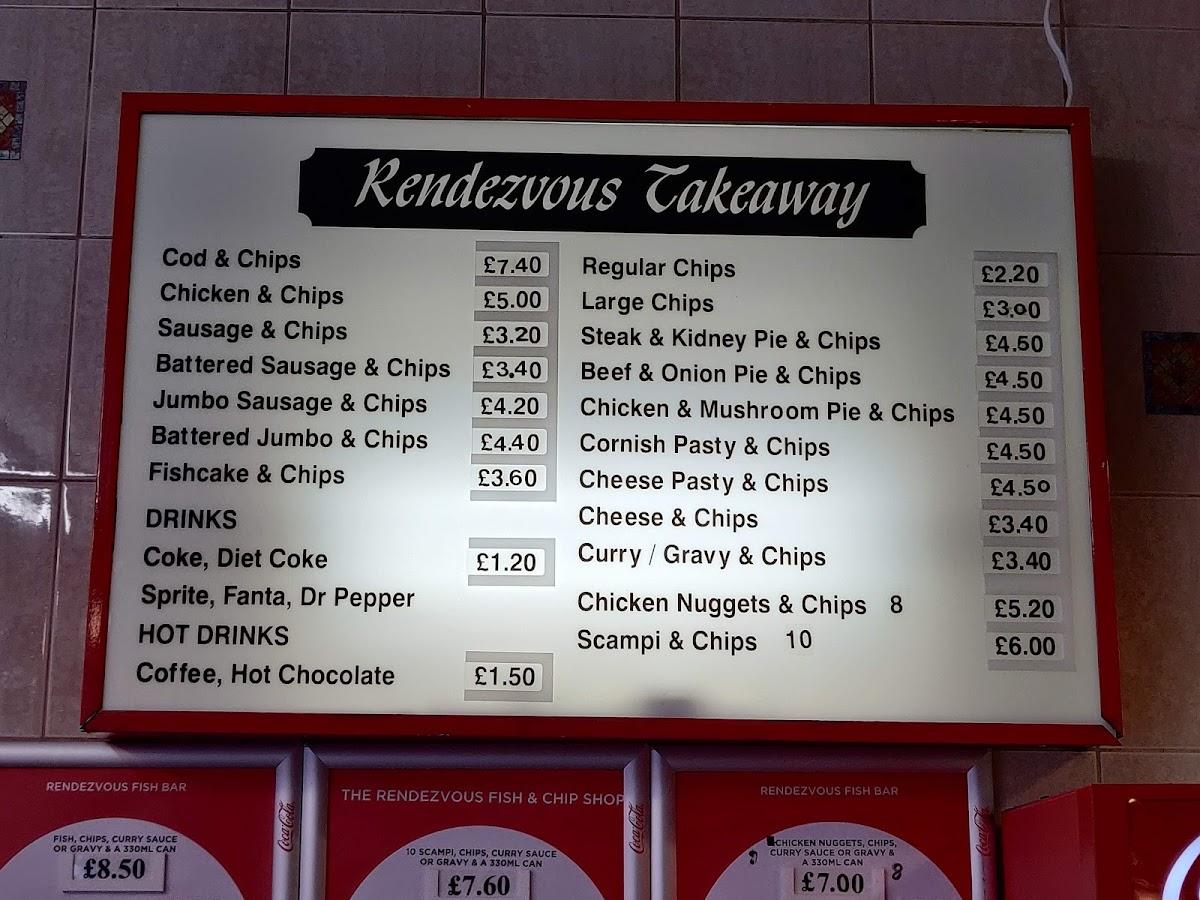 Rendezvous Takeaway
Cod & Chips £7.40
Chicken & Chips £5.00
Sausage & Chips £3.20
Battered Sausage & Chips £3.40
Jumbo Sausage & Chips £4.20
Battered Jumbo & Chips £4.40
Fishcake & Chips £3.60
DRINKS
Coke, Diet Coke £1.20
Sprite, Fanta, Dr Pepper
HOT DRINKS
Coffee, Hot Chocolate £1.50
Regular Chips £2.20
Large Chips £3.00
Steak & Kidney Pie & Chips £4.50
Beef & Onion Pie & Chips £4.50
Chicken & Mushroom Pie & Chips £4.50
Cornish Pasty & Chips £4.50
Cheese Pasty & Chips £4.50
Cheese & Chips £3.40
Curry / Gravy & Chips £3.40
Chicken Nuggets & Chips 8 £5.20
Scampi & Chips 10 £6.00
RENDEZVOUS FISH BAR
FISH, CHIPS, CURRY SAUCE
OR GRAVY & A 330ML CAN
£8.50
Coca-Cola
THE RENDEZVOUS FISH & CHIP SHOP
10 SCAMPI, CHIPS, CURRY SAUCE
OR GRAVY & A 330ML CAN
£7.60
Coca-Cola
RENDEZVOUS FISH BAR
CHICKEN NUGGETS, CHIPS,
CURRY SAUCE OR GRAVY &
A 330ML CAN
£7.00 8
Coca-Cola